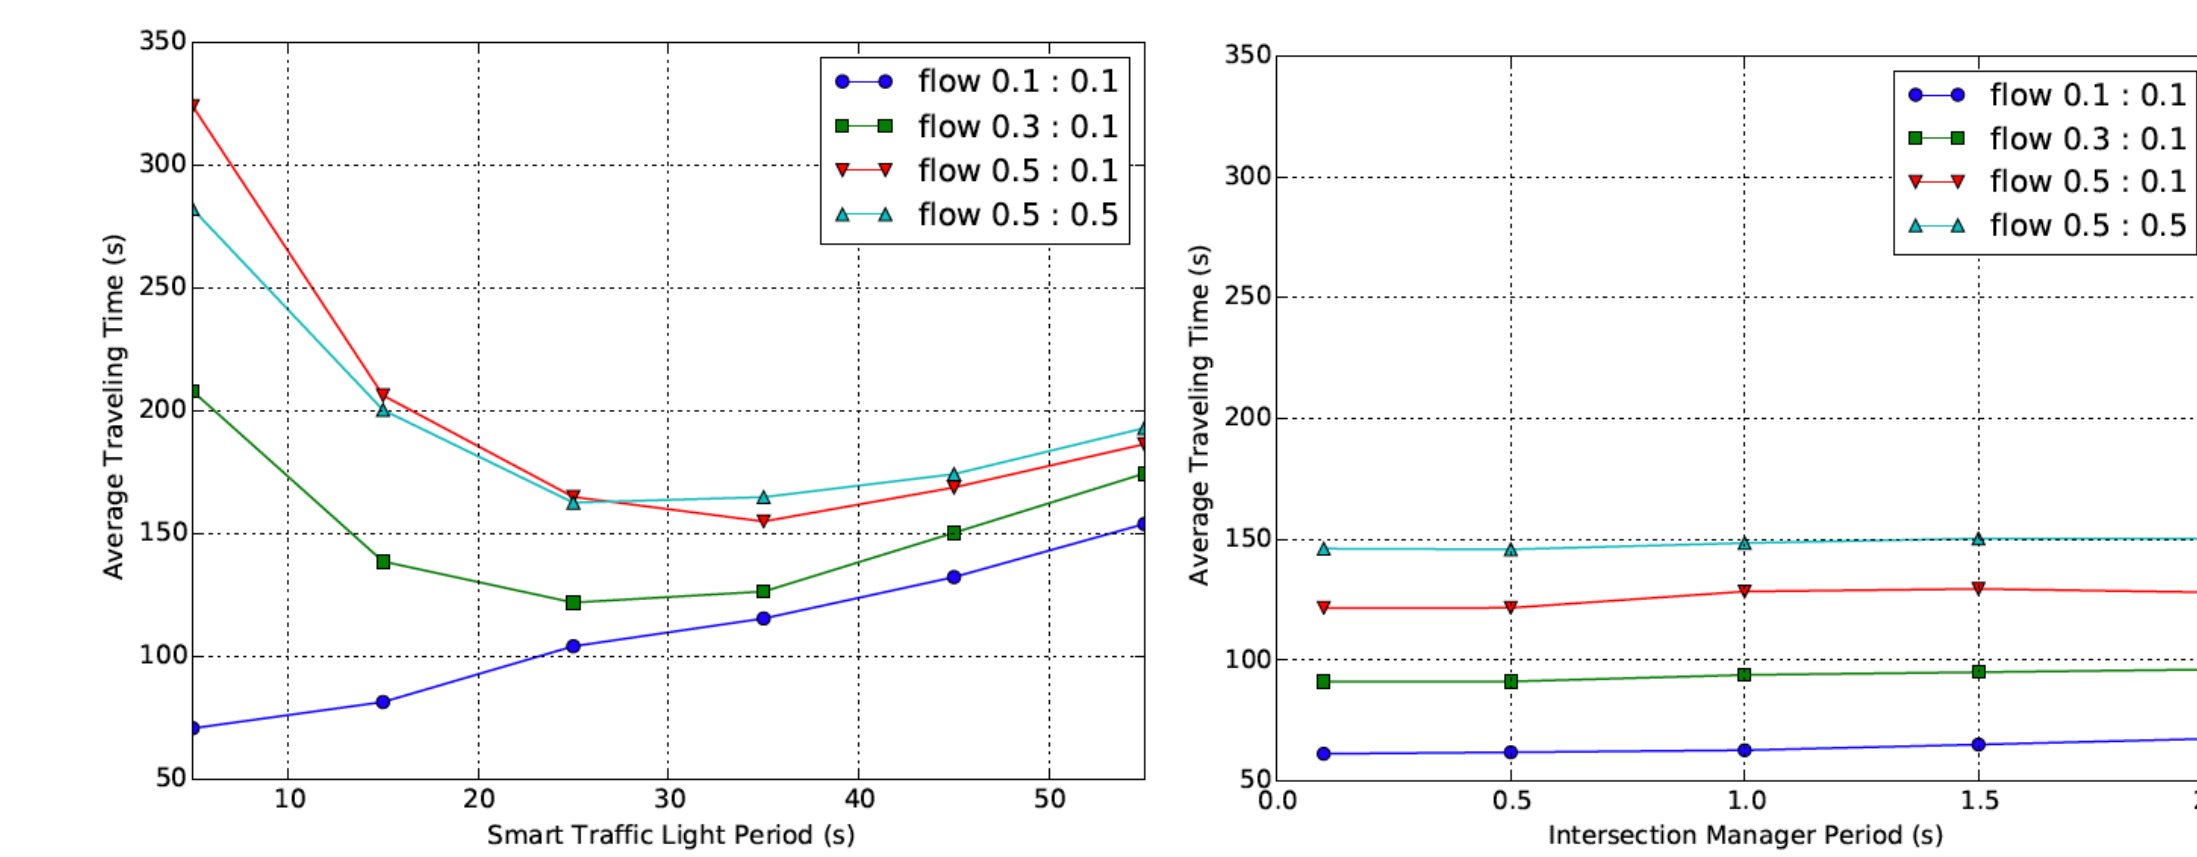 350
300
250
200
150
100
50
10
20
30
40
50
Average Traveling Time (s)
Smart Traffic Light Period (s)
flow 0.1 : 0.1
flow 0.3 : 0.1
flow 0.5 : 0.1
flow 0.5 : 0.5
350
300
250
200
150
100
50
0.0
0.5
1.0
1.5
Average Traveling Time (s)
Intersection Manager Period (s)
flow 0.1 : 0.1
flow 0.3 : 0.1
flow 0.5 : 0.1
flow 0.5 : 0.5